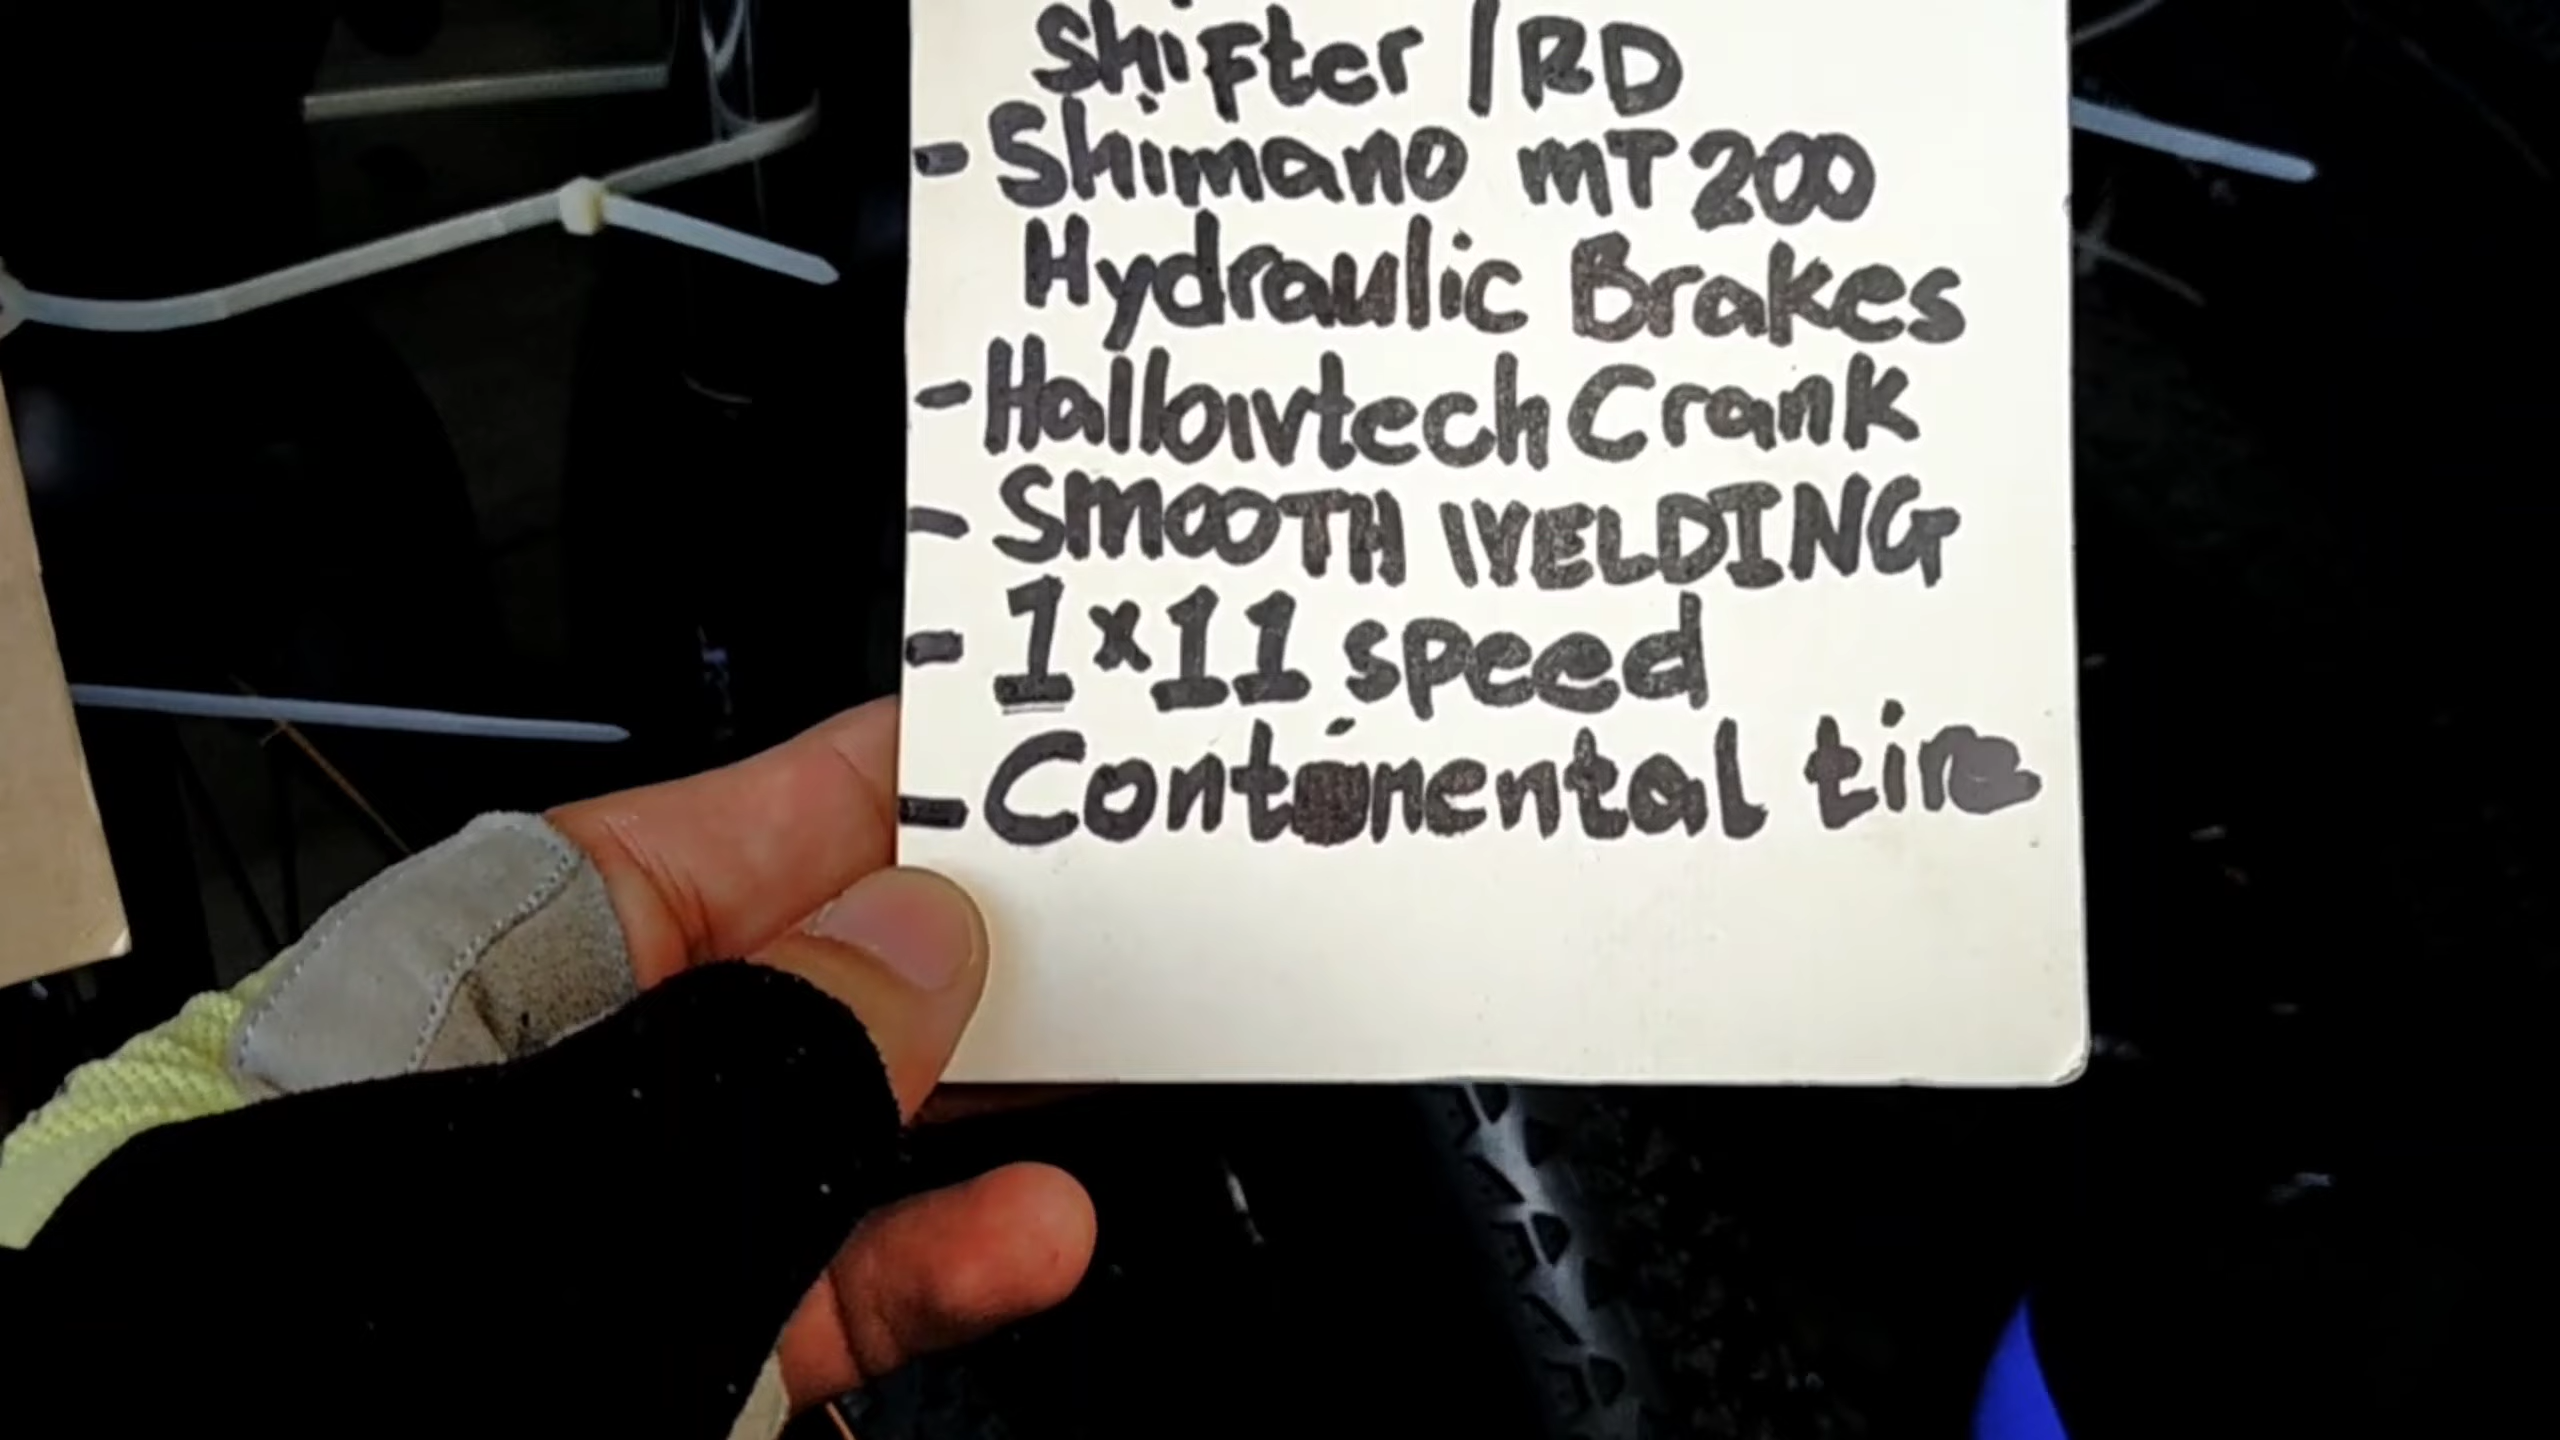 Shifter / RD
- Shimano MT200
Hydraulic Brakes
- Hallowtech Crank
- SMOOTH WELDING
- 1x11 speed
- Continental tire